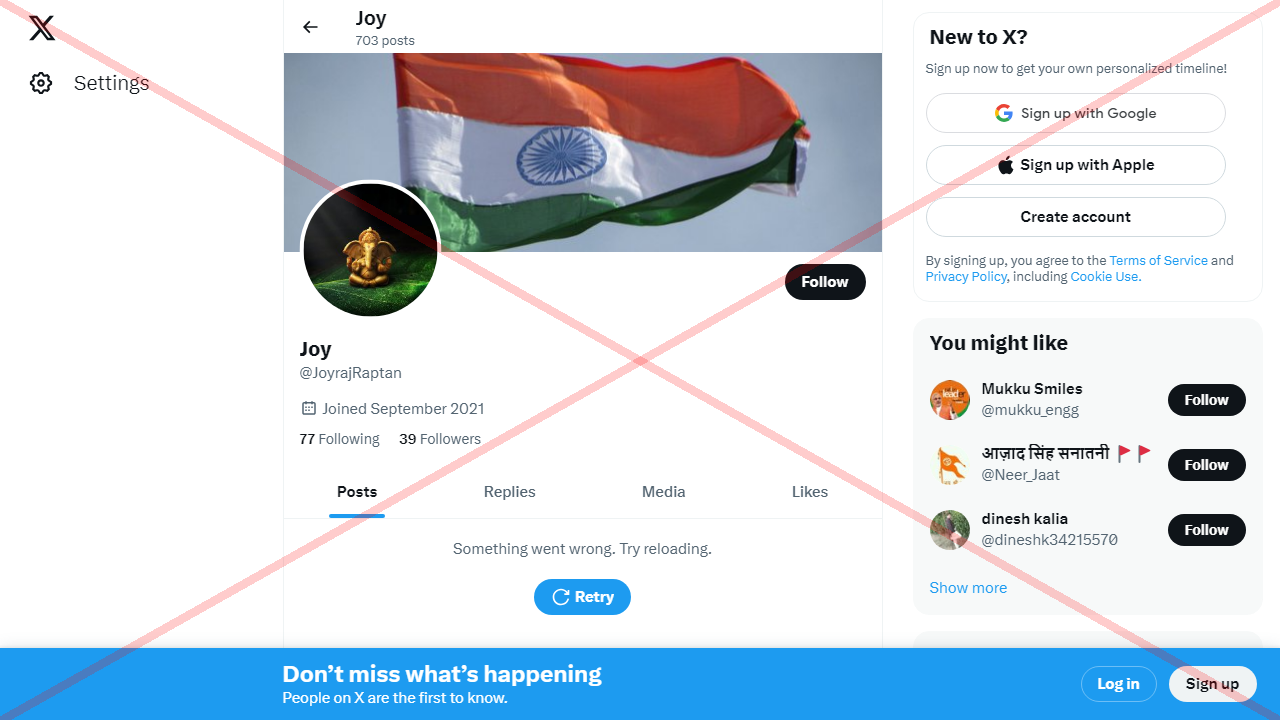 Settings
Joy
703 posts
Follow
Joy
@JoyrajRaptan
Joined September 2021
77 Following 39 Followers
Posts Replies Media Likes
Something went wrong. Try reloading.
Retry
New to X?
Sign up now to get your own personalized timeline!
Sign up with Google
Sign up with Apple
Create account
By signing up, you agree to the Terms of Service and
Privacy Policy, including Cookie Use.
You might like
Mukku Smiles
@mukku_engg
Follow
आज़ाद सिंह सनातनी 🚩🚩
@Neer_Jaat
Follow
dinesh kalia
@dineshk34215570
Follow
Show more
Don’t miss what’s happening
People on X are the first to know.
Log in
Sign up